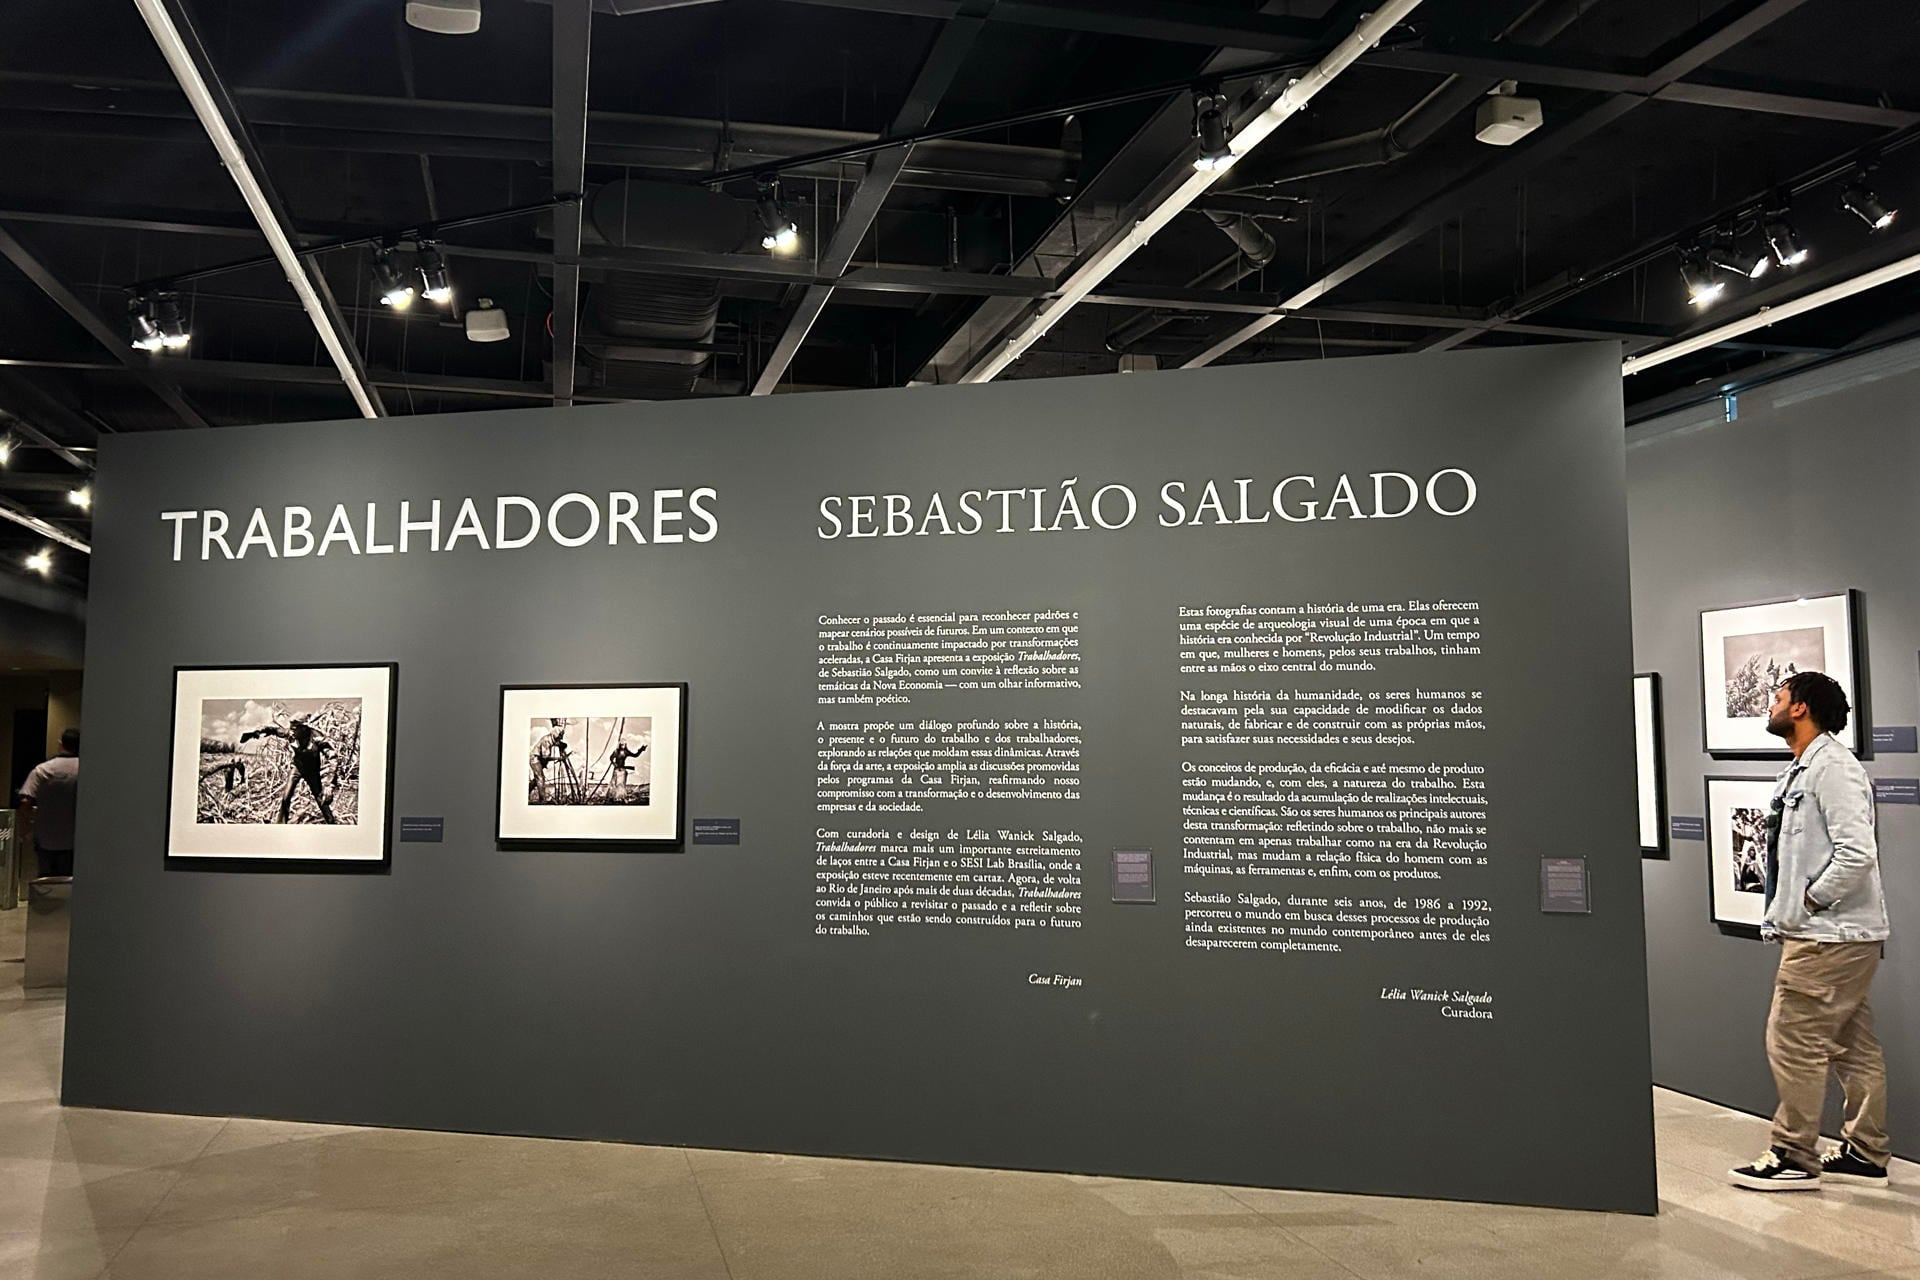 TRABALHADORES
SEBASTIÃO SALGADO
Conhecer o passado é essencial para reconhecer padrões e
mapear cenários possíveis de futuros. Em um contexto em que
o trabalho é continuamente impactado por transformações
aceleradas, a Casa Firjan apresenta a exposição Trabalhadores,
de Sebastião Salgado, como um convite à reflexão sobre as
temáticas da Nova Economia — com um olhar informativo,
mas também poético.
A mostra propõe um diálogo profundo sobre a história,
o presente e o futuro do trabalho e dos trabalhadores,
explorando as relações que moldam essas dinâmicas. Através
da força da arte, a exposição amplia as discussões promovidas
pelos programas da Casa Firjan, reafirmando nosso
compromisso com a transformação e o desenvolvimento das
empresas e da sociedade.
Com curadoria e design de Lélia Wanick Salgado,
Trabalhadores marca mais um importante estreitamento
de laços entre a Casa Firjan e o SESI Lab Brasília, onde a
exposição esteve recentemente em cartaz. Agora, de volta
ao Rio de Janeiro após mais de duas décadas, Trabalhadores
convida o público a revisitar o passado e a refletir sobre
os caminhos que estão sendo construídos para o futuro
do trabalho.
Casa Firjan
Estas fotografias contam a história de uma era. Elas oferecem
uma espécie de arqueologia visual de uma época em que a
história era conhecida por “Revolução Industrial”. Um tempo
em que, mulheres e homens, pelos seus trabalhos, tinham
entre as mãos o eixo central do mundo.
Na longa história da humanidade, os seres humanos se
destacavam pela sua capacidade de modificar os dados
naturais, de fabricar e de construir com as próprias mãos,
para satisfazer suas necessidades e seus desejos.
Os conceitos de produção, da eficácia e até mesmo de produto
estão mudando, e, com eles, a natureza do trabalho. Esta
mudança é o resultado da acumulação de realizações intelectuais,
técnicas e científicas. São os seres humanos os principais autores
desta transformação: refletindo sobre o trabalho, não mais se
contentam em apenas trabalhar como na era da Revolução
Industrial, mas mudam a relação física do homem com as
máquinas, as ferramentas e, enfim, com os produtos.
Sebastião Salgado, durante seis anos, de 1986 a 1992,
percorreu o mundo em busca desses processos de produção
ainda existentes no mundo contemporâneo antes de eles
desaparecerem completamente.
Lélia Wanick Salgado
Curadora